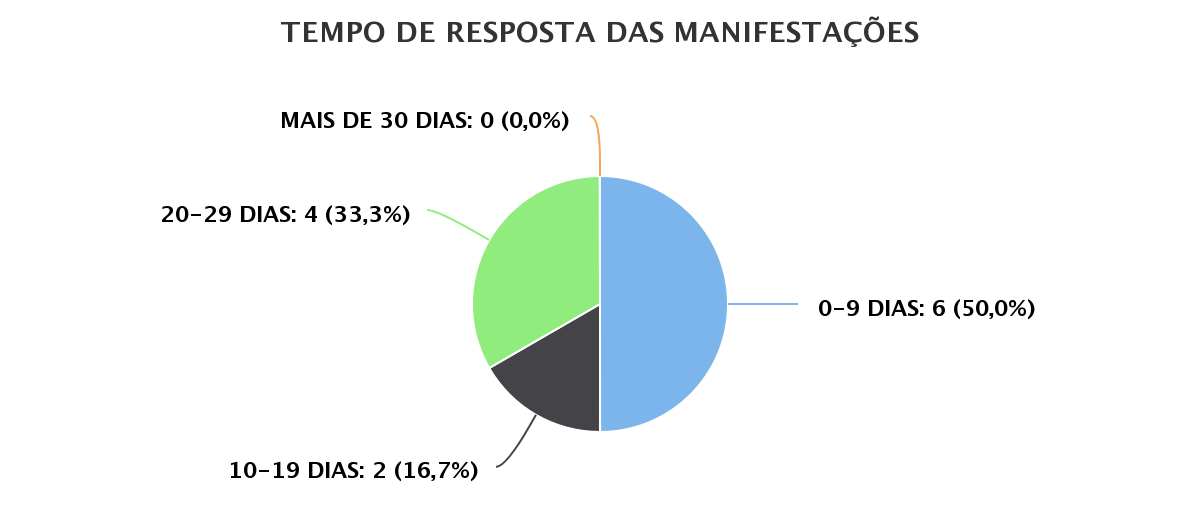 TEMPO DE RESPOSTA DAS MANIFESTAÇÕES
MAIS DE 30 DIAS: 0 (0,0%)
20-29 DIAS: 4 (33,3%)
0-9 DIAS: 6 (50,0%)
10-19 DIAS: 2 (16,7%)